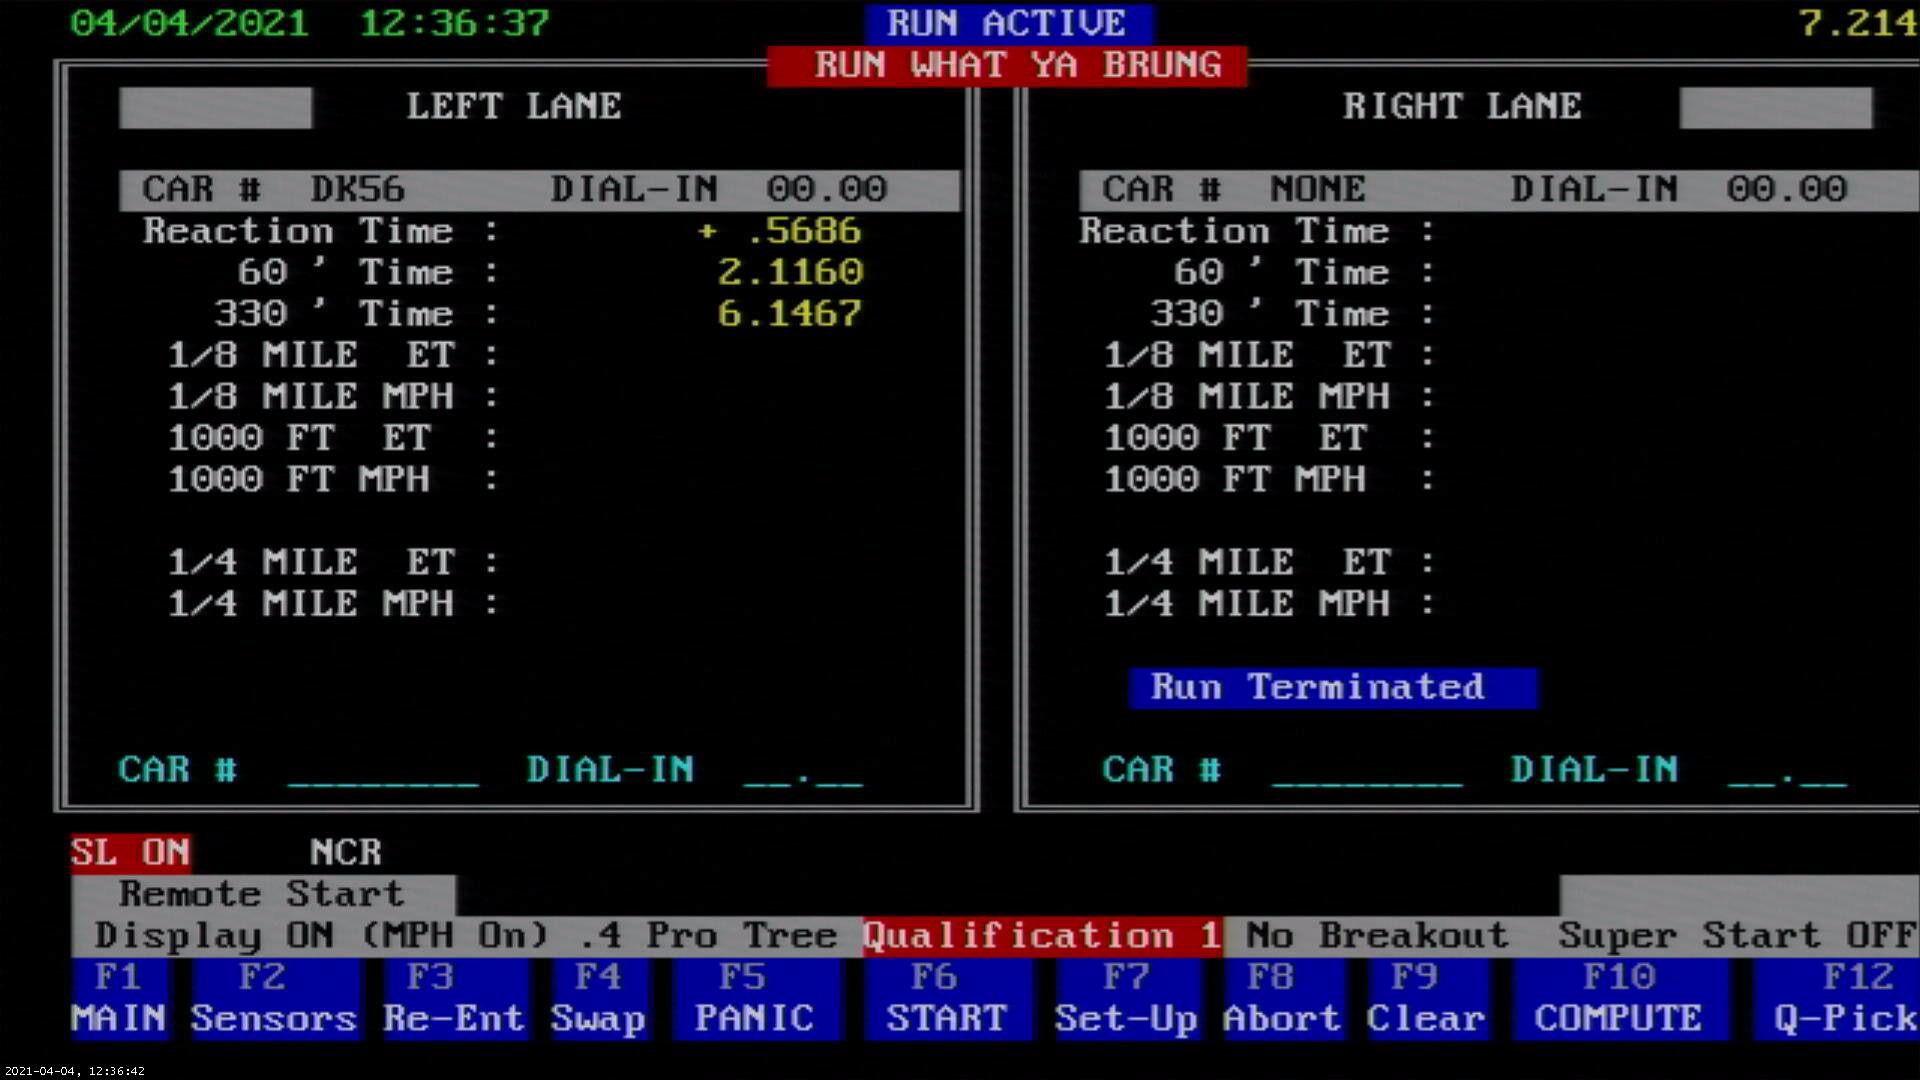 04/04/2021 12:36:37 RUN ACTIVE 7.214
RUN WHAT YA BRUNG
LEFT LANE RIGHT LANE
CAR # DK56 DIAL-IN 00.00 CAR # NONE DIAL-IN 00.00
Reaction Time : + .5686 Reaction Time :
60 ' Time : 2.1160 60 ' Time :
330 ' Time : 6.1467 330 ' Time :
1/8 MILE ET : 1/8 MILE ET :
1/8 MILE MPH : 1/8 MILE MPH :
1000 FT ET : 1000 FT ET :
1000 FT MPH : 1000 FT MPH :
1/4 MILE ET : 1/4 MILE ET :
1/4 MILE MPH : 1/4 MILE MPH :
Run Terminated
CAR # ________ DIAL-IN __.__ CAR # ________ DIAL-IN __.__
SL ON NCR
Remote Start
Display ON (MPH On) .4 Pro Tree Qualification 1 No Breakout Super Start OFF
F1 F2 F3 F4 F5 F6 F7 F8 F9 F10 F12
MAIN Sensors Re-Ent Swap PANIC START Set-Up Abort Clear COMPUTE Q-Pick
2021-04-04, 12:36:42